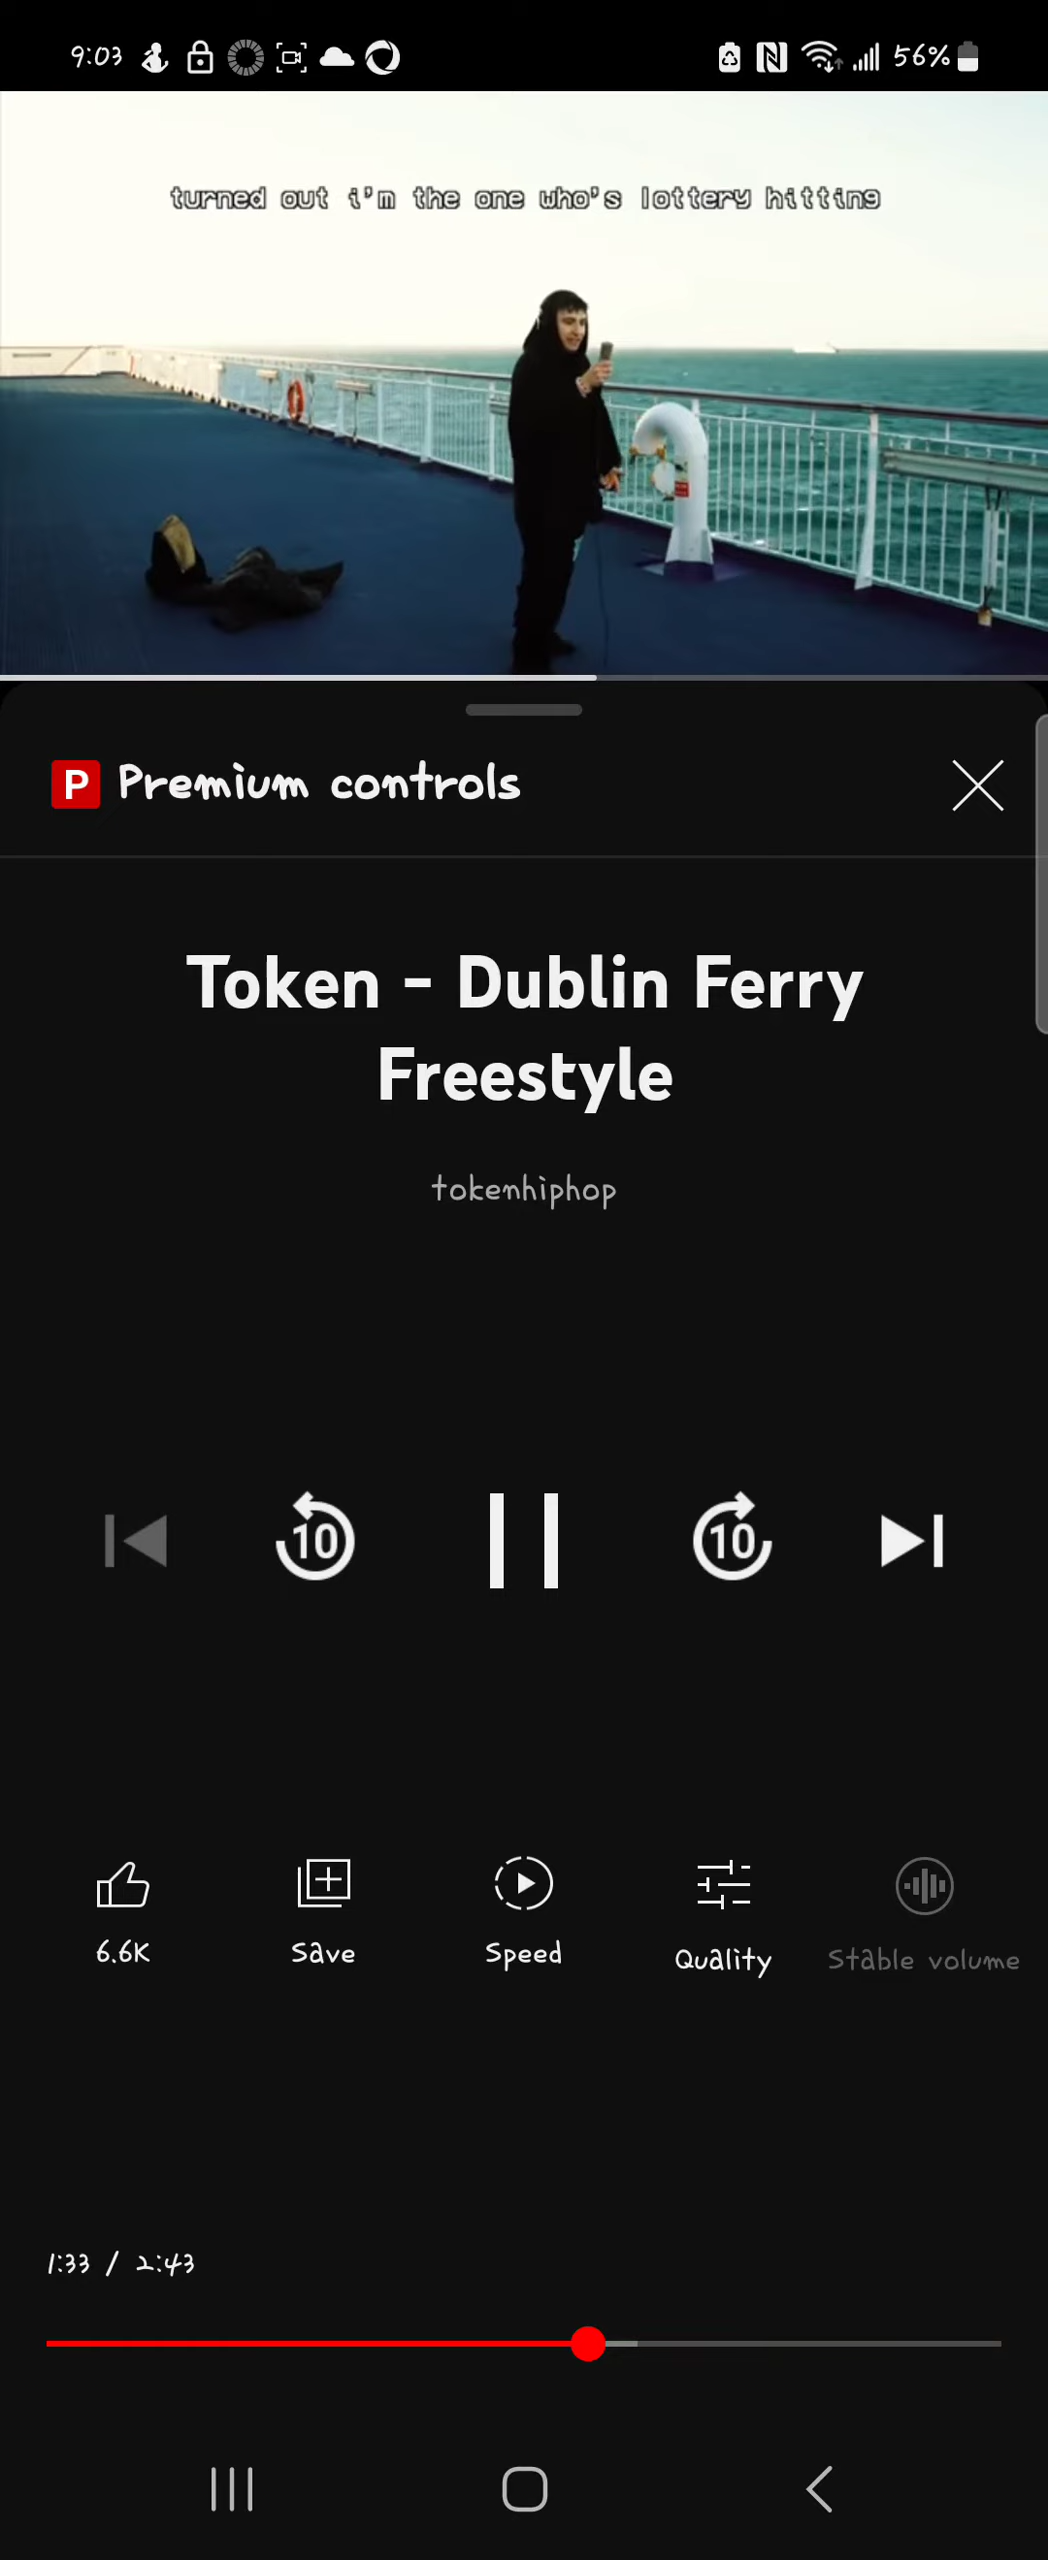 9:03
56%
turned out i'm the one who's lottery hitting
P Premium controls
Token - Dublin Ferry
Freestyle
tokenhiphop
10
10
6.6K
Save
Speed
Quality
Stable volume
1:33 / 2:43